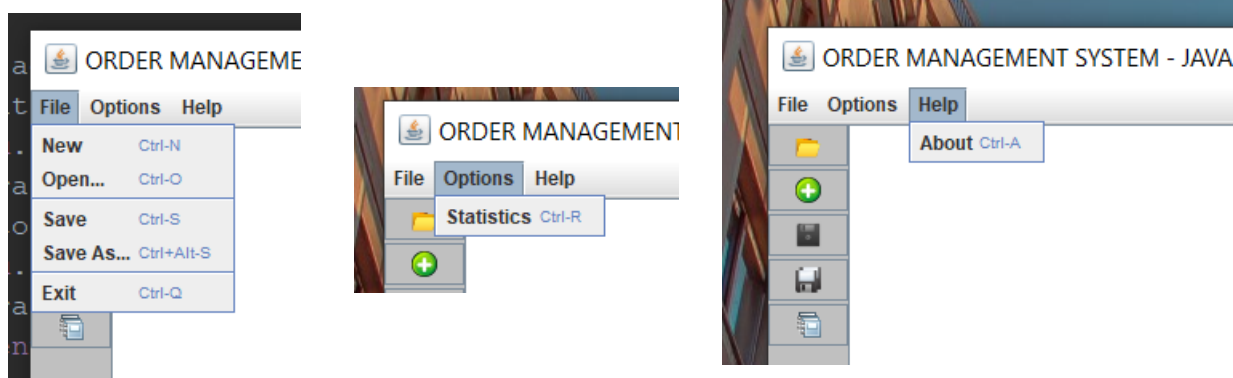 ORDER MANAGEME
File Options Help
New Ctrl-N
Open... Ctrl-O
Save Ctrl-S
Save As... Ctrl+Alt-S
Exit Ctrl-Q
ORDER MANAGEMENT
File Options Help
Statistics Ctrl-R
ORDER MANAGEMENT SYSTEM - JAVA
File Options Help
About Ctrl-A